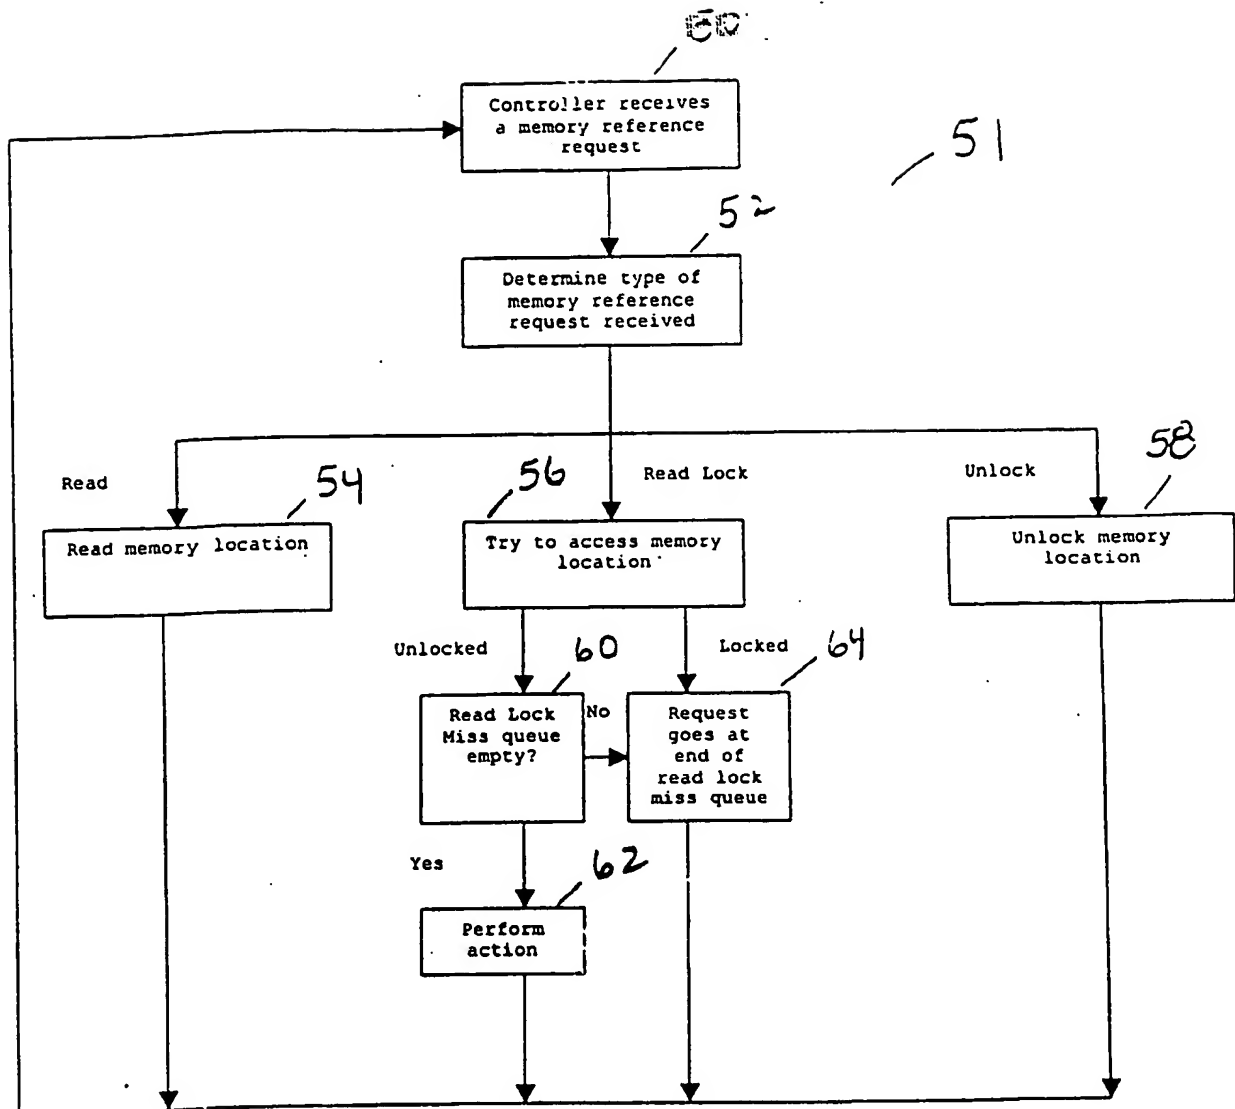 Controller receives
a memory reference
request
51
52
Determine type of
memory reference
request received
Read
54
56
Read Lock
Unlock
58
Read memory location
Try to access memory
location
Unlock memory
location
Unlocked
60
Locked
64
Read Lock
Miss queue
empty?
No
Request
goes at
end of
read lock
miss queue
Yes
62
Perform
action